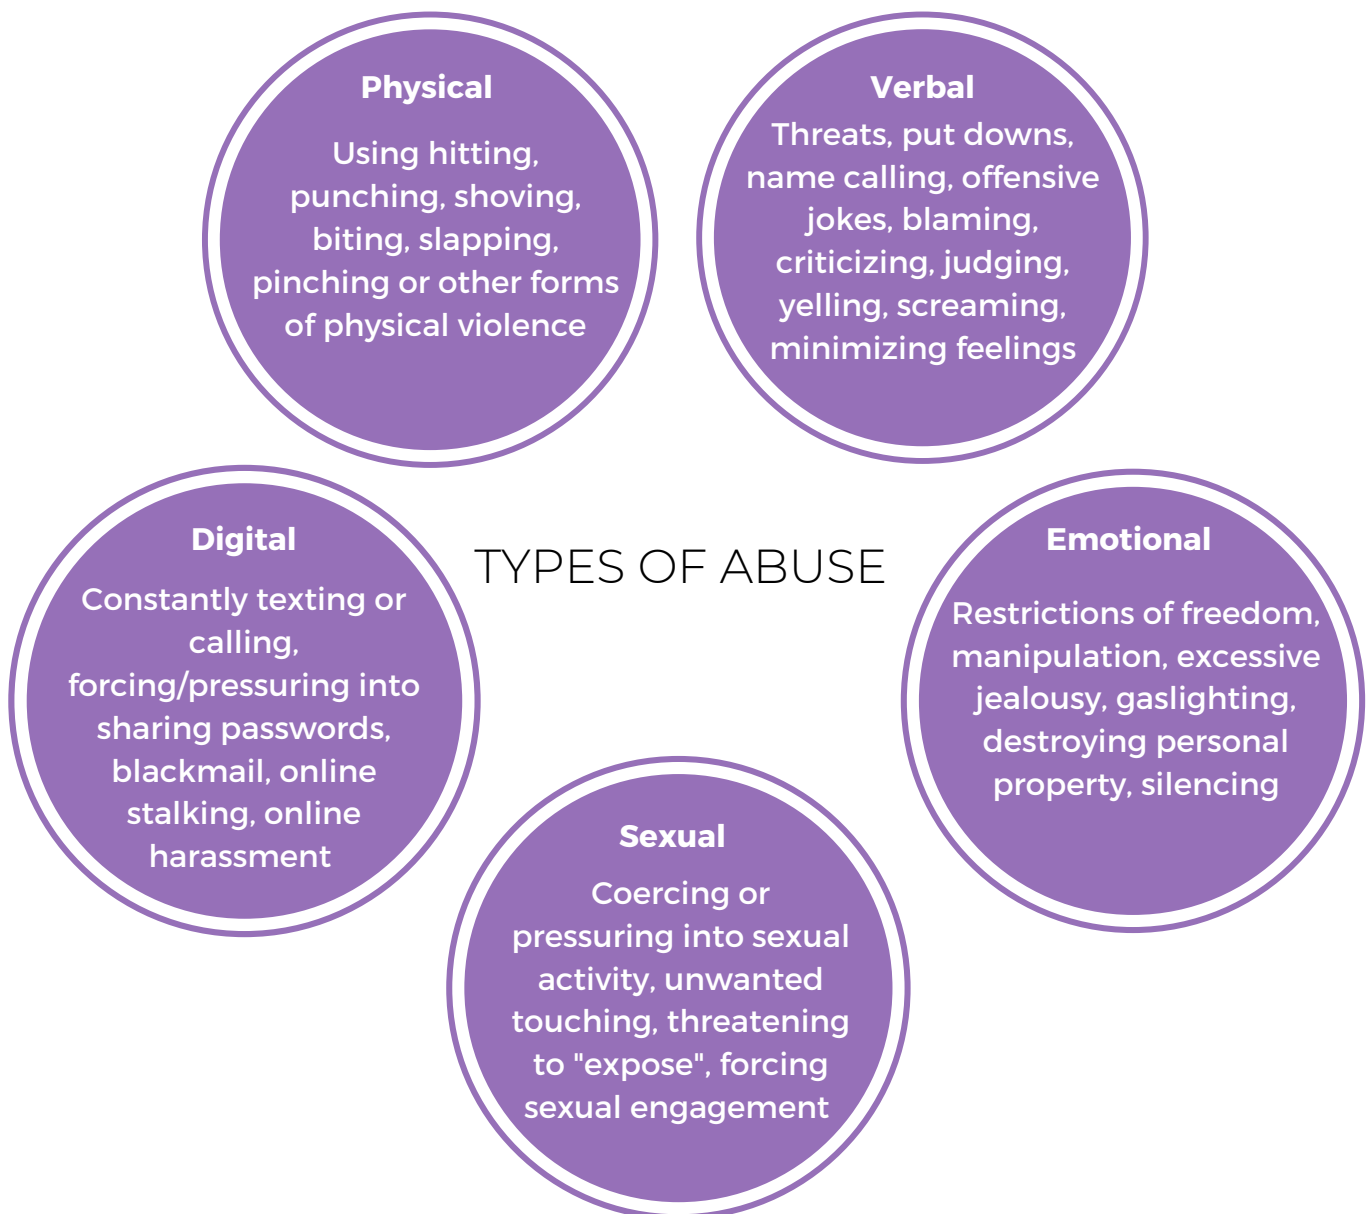 Physical
Using hitting,
punching, shoving,
biting, slapping,
pinching or other forms
of physical violence
Verbal
Threats, put downs,
name calling, offensive
jokes, blaming,
criticizing, judging,
yelling, screaming,
minimizing feelings
TYPES OF ABUSE
Digital
Constantly texting or
calling,
forcing/pressuring into
sharing passwords,
blackmail, online
stalking, online
harassment
Emotional
Restrictions of freedom,
manipulation, excessive
jealousy, gaslighting,
destroying personal
property, silencing
Sexual
Coercing or
pressuring into sexual
activity, unwanted
touching, threatening
to "expose", forcing
sexual engagement